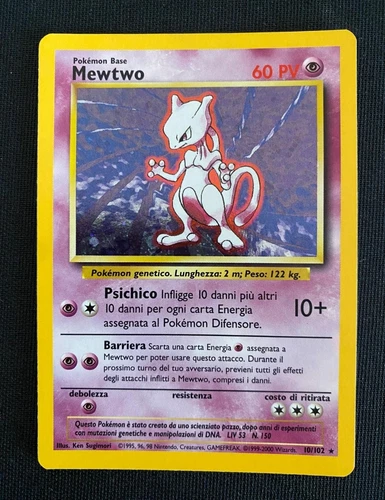 Pokémon Base
Mewtwo
60 PV
Pokémon genetico. Lunghezza: 2 m; Peso: 122 kg.
Psichico Infligge 10 danni più altri
10 danni per ogni carta Energia
assegnata al Pokémon Difensore.
10+
Barriera Scarta una carta Energia assegnata a
Mewtwo per poter usare questo attacco. Durante il
prossimo turno del tuo avversario, previeni tutti gli effetti
degli attacchi inflitti a Mewtwo, compresi i danni.
debolezza
resistenza
costo di ritirata
Questo Pokémon è stato creato da uno scienziato pazzo, dopo anni di esperimenti
con mutazioni genetiche e manipolazioni di DNA. LIV 53 N. 150
Illus. Ken Sugimori
©1995, 96, 98 Nintendo, Creatures, GAMEFREAK. ©1999-2000 Wizards.
10/102 ★